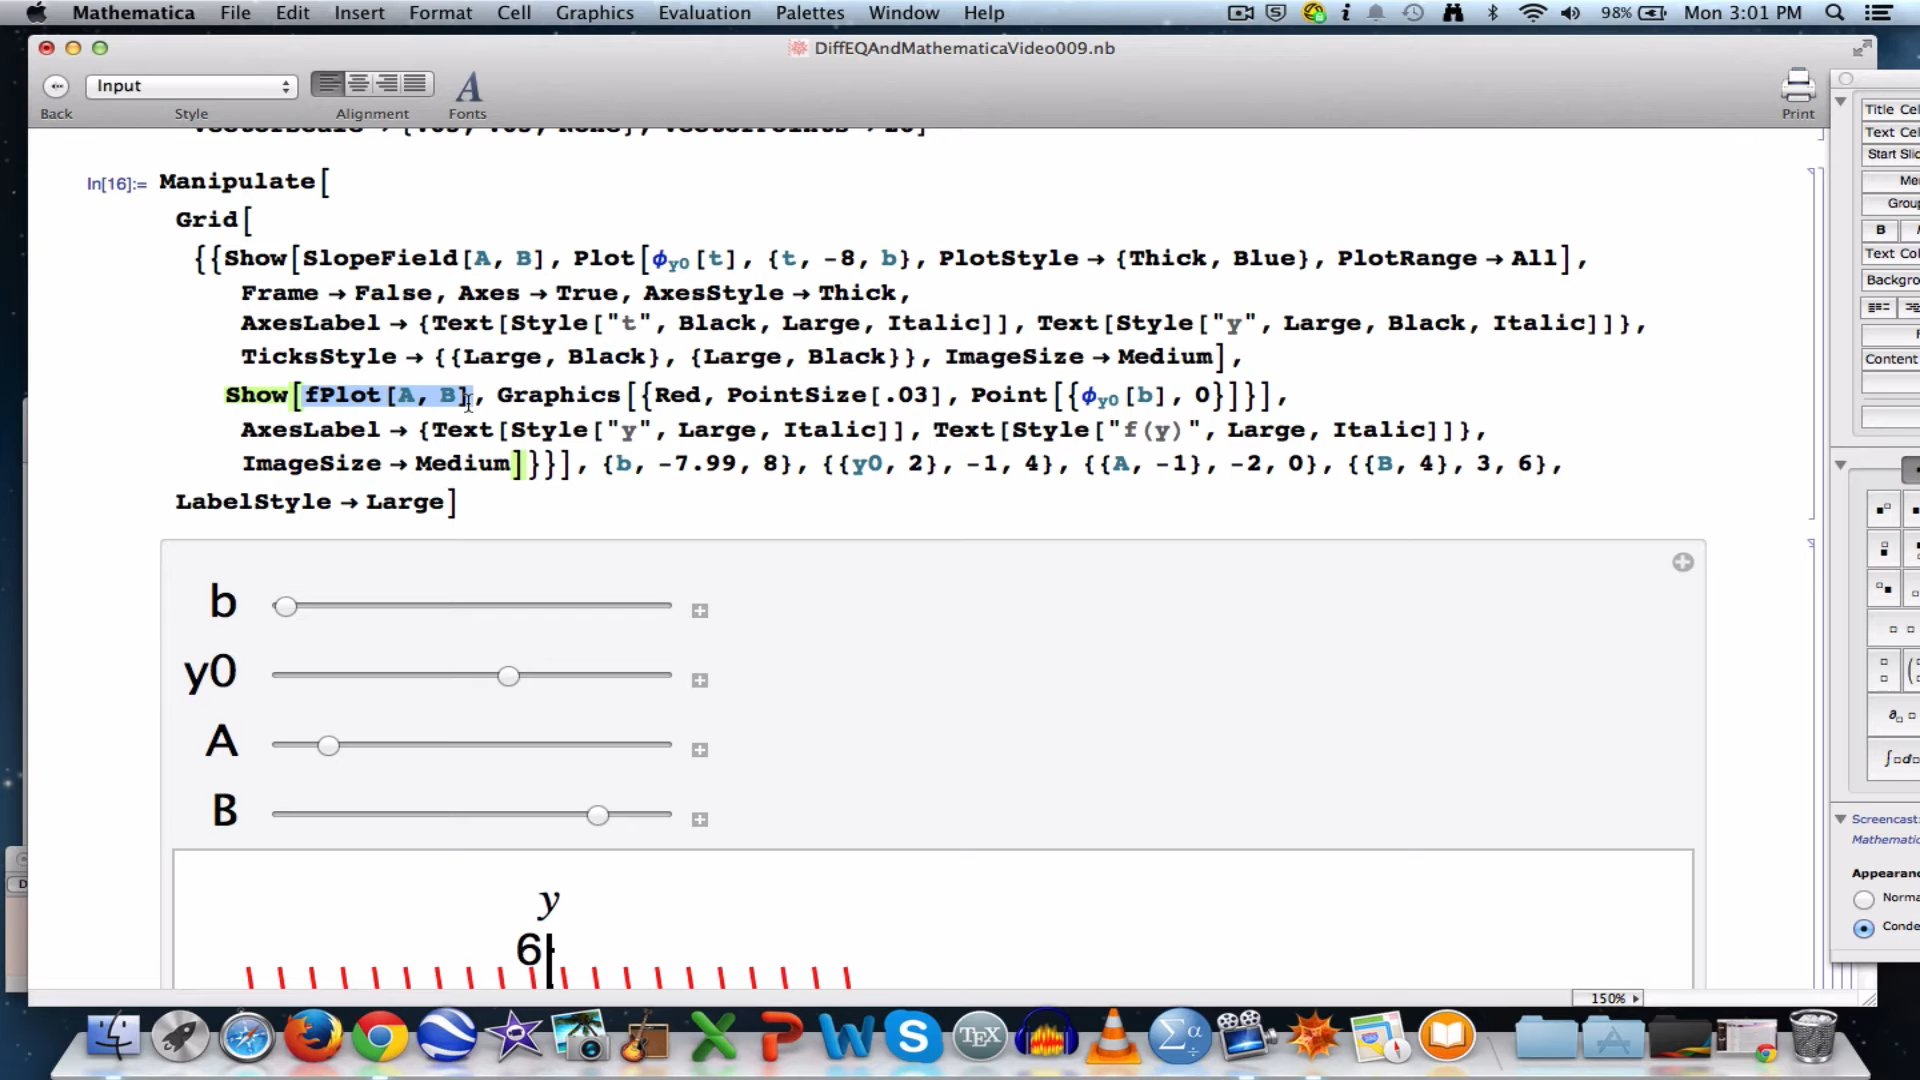 Mathematica File Edit Insert Format Cell Graphics Evaluation Palettes Window Help 98% Mon 3:01 PM
DiffEQAndMathematicaVideo009.nb
Input
Back Style Alignment Fonts Print
In[16]:= Manipulate[
Grid[
{{Show[SlopeField[A, B], Plot[ϕy0[t], {t, -8, b}, PlotStyle → {Thick, Blue}, PlotRange → All],
Frame → False, Axes → True, AxesStyle → Thick,
AxesLabel → {Text[Style["t", Black, Large, Italic]], Text[Style["y", Large, Black, Italic]]},
TicksStyle → {{Large, Black}, {Large, Black}}, ImageSize → Medium],
Show[fPlot[A, B], Graphics[{Red, PointSize[.03], Point[{ϕy0[b], 0}]}],
AxesLabel → {Text[Style["y", Large, Italic]], Text[Style["f(y)", Large, Italic]]},
ImageSize → Medium]}}], {b, -7.99, 8}, {{y0, 2}, -1, 4}, {{A, -1}, -2, 0}, {{B, 4}, 3, 6},
LabelStyle → Large]
b
y0
A
B
y
6
150%
Title Cel
Text Cel
Start Slid
Mer
Group
B
Text Col
Backgro
Content
Screencast
Mathematic
Appearanc
Norma
Conde
TEX